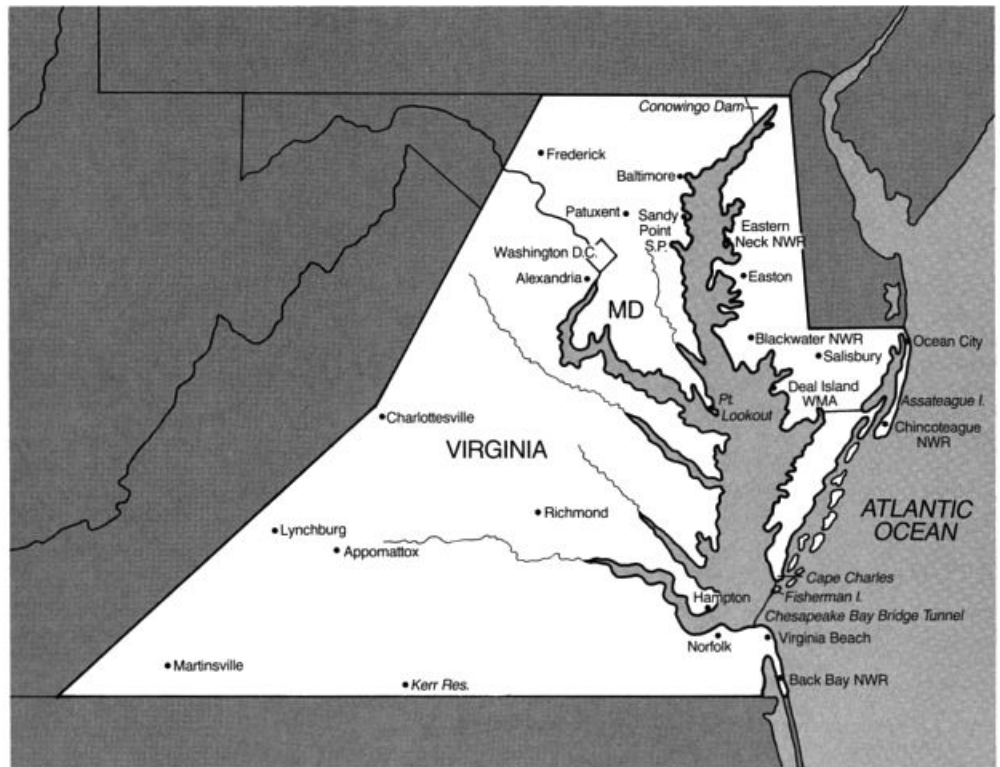 Conowingo Dam
Frederick
Baltimore
Patuxent
Sandy
Point
S.P.
Eastern
Neck NWR
Washington D.C.
Alexandria
Easton
MD
Blackwater NWR
Ocean City
Salisbury
Deal Island
WMA
Assateague I.
Pt.
Lookout
Charlottesville
Chincoteague
NWR
VIRGINIA
ATLANTIC
OCEAN
Richmond
Lynchburg
Appomattox
Cape Charles
Fisherman I.
Hampton
Chesapeake Bay Bridge Tunnel
Norfolk
Virginia Beach
Martinsville
Back Bay NWR
Kerr Res.